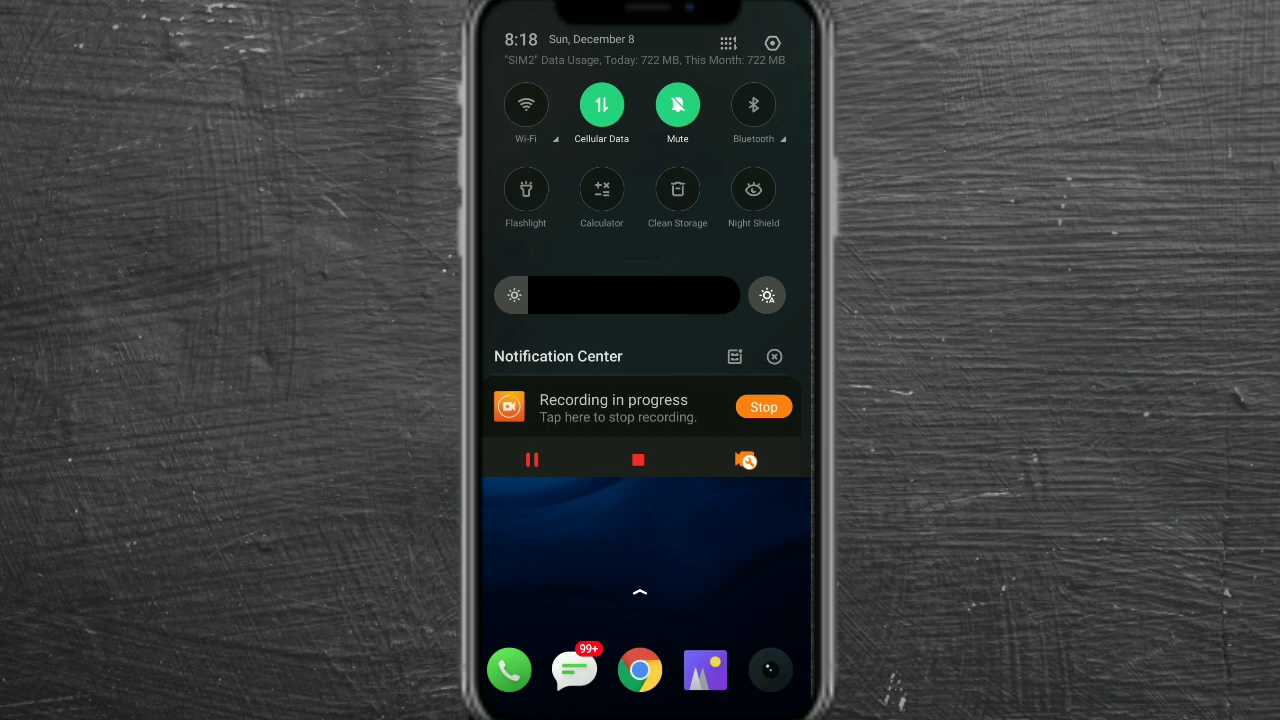 8:18 Sun, December 8
"SIM2" Data Usage, Today: 722 MB, This Month: 722 MB
Wi-Fi Cellular Data Mute Bluetooth
Flashlight Calculator Clean Storage Night Shield
A
Notification Center
Recording in progress
Tap here to stop recording.
Stop
99+